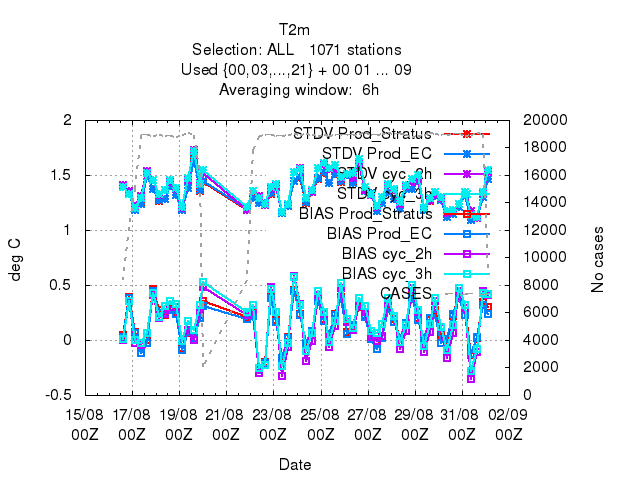 T2m
Selection: ALL   1071 stations
Used {00,03,...,21} + 00 01 ... 09
Averaging window:  6h
deg C
2
1.5
1
0.5
0
-0.5
STDV Prod_Stratus
STDV Prod_EC
STDV cyc_2h
STDV cyc_3h
BIAS Prod_Stratus
BIAS Prod_EC
BIAS cyc_2h
BIAS cyc_3h
CASES
20000
18000
16000
14000
12000
10000
8000
6000
4000
2000
0
No cases
15/08 17/08 19/08 21/08 23/08 25/08 27/08 29/08 31/08 02/09
00Z 00Z 00Z 00Z 00Z 00Z 00Z 00Z 00Z 00Z
Date